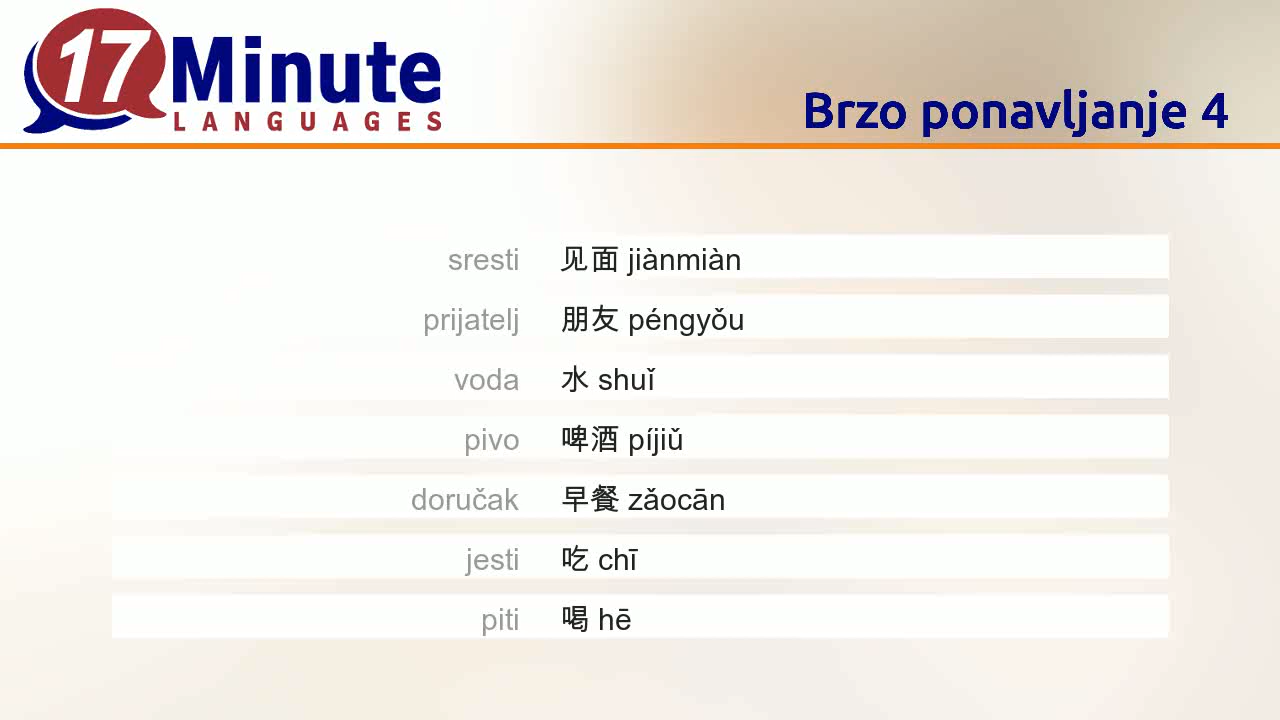 17 Minute
LANGUAGES
Brzo ponavljanje 4
sresti 见面 jiànmiàn
prijatelj 朋友 péngyǒu
voda 水 shuǐ
pivo 啤酒 píjiǔ
doručak 早餐 zǎocān
jesti 吃 chī
piti 喝 hē